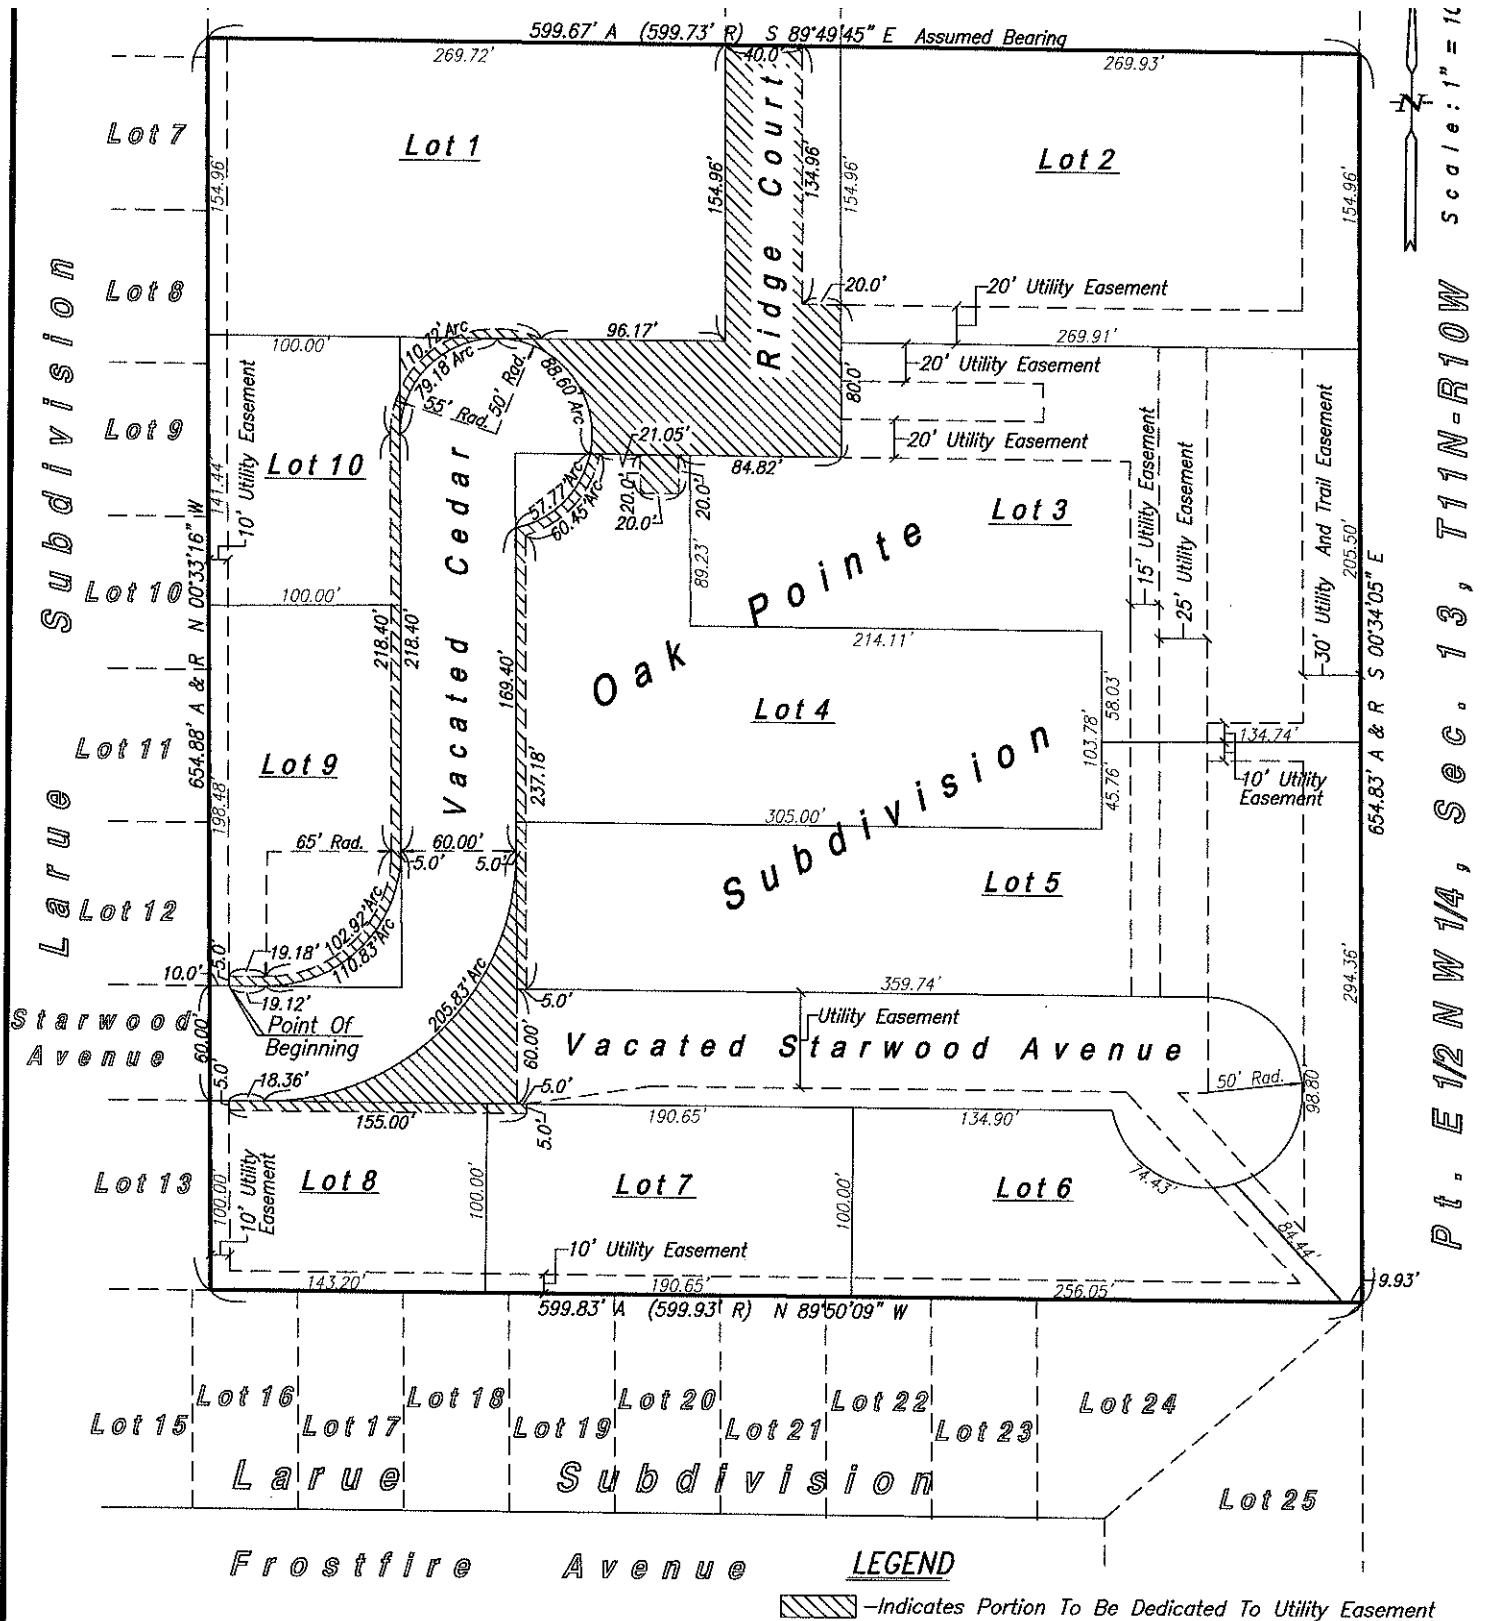 599.67' A (599.73' R) S 89°49'45" E Assumed Bearing
269.72'
40.0'
269.93'
Scale: 1" = 10
N
Lot 7
Lot 1
Lot 2
154.96'
154.96'
Ridge Court
134.96'
154.96'
154.96'
Lot 8
20.0'
20' Utility Easement
Larue Subdivision
100.00'
110.72' Arc
79.18' Arc
96.17'
269.91'
55' Rad.
50' Rad.
88.60' Arc
80.0'
20' Utility Easement
Lot 9
10' Utility Easement
21.05'
20' Utility Easement
Lot 10
141.44'
84.82'
57.77' Arc
60.45' Arc
20.0'
20.0'
20.0'
Lot 3
15' Utility Easement
25' Utility Easement
30' Utility And Trail Easement
205.50'
654.88' A & R N 00°33'16" W
Vacated Cedar
89.23'
Oak Pointe
Subdivision
Lot 10
100.00'
218.40'
218.40'
169.40'
214.11'
654.83' A & R S 00°34'05" E
Pt. E 1/2 N W 1/4, Sec. 13, T11N-R10W
Lot 11
Lot 9
Lot 4
58.03'
103.78'
45.76'
134.74'
10' Utility
Easement
198.48'
237.18'
305.00'
65' Rad.
60.00'
5.0'
5.0'
Lot 5
Lot 12
102.92' Arc
110.83' Arc
10.0'
5.0'
19.18'
205.83' Arc
294.36'
19.12'
5.0'
359.74'
Starwood
Avenue
60.00'
Point Of
Beginning
60.00'
Utility Easement
Vacated Starwood Avenue
5.0'
18.36'
5.0'
50' Rad.
98.80'
155.00'
5.0'
190.65'
134.90'
Lot 13
Lot 8
Lot 7
Lot 6
74.43'
100.00'
10' Utility
Easement
100.00'
100.00'
84.44'
10' Utility Easement
143.20'
190.65'
256.05'
9.93'
599.83' A (599.93' R) N 89°50'09" W
Lot 15
Lot 16
Lot 17
Lot 18
Lot 19
Lot 20
Lot 21
Lot 22
Lot 23
Lot 24
Larue Subdivision
Lot 25
Frostfire Avenue
LEGEND
-Indicates Portion To Be Dedicated To Utility Easement